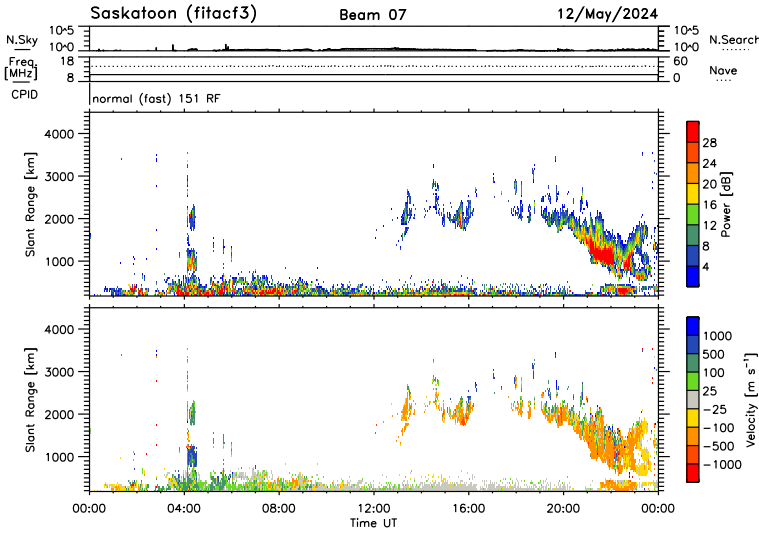 Saskatoon (fitacf3) Beam 07 12/May/2024
10^5 10^5
N.Sky N.Search
10^0 10^0
18 60
Freq. [MHz] Nave
8 0
CPID
normal (fast) 151 RF
4000
3000
2000
1000
Slant Range [km]
28
24
20
16
12
8
4
Power [dB]
4000
3000
2000
1000
Slant Range [km]
1000
500
100
25
−25
−100
−500
−1000
Velocity [m s⁻¹]
00:00 04:00 08:00 12:00 16:00 20:00 00:00
Time UT